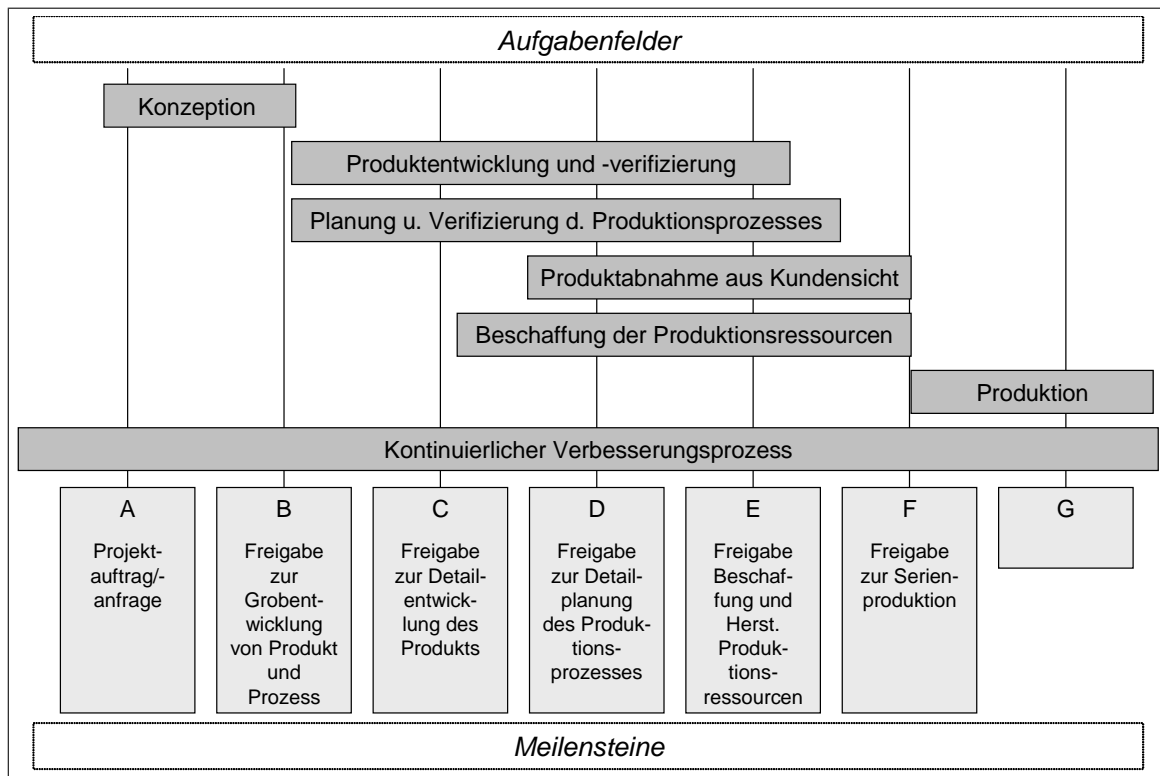 Aufgabenfelder
Konzeption
Produktentwicklung und -verifizierung
Planung u. Verifizierung d. Produktionsprozesses
Produktabnahme aus Kundensicht
Beschaffung der Produktionsressourcen
Produktion
Kontinuierlicher Verbesserungsprozess
A
Projekt-
auftrag/-
anfrage
B
Freigabe
zur
Grobent-
wicklung
von Produkt
und
Prozess
C
Freigabe
zur Detail-
entwick-
lung des
Produkts
D
Freigabe
zur Detail-
planung
des Produk-
tions-
prozesses
E
Freigabe
Beschaf-
fung und
Herst.
Produk-
tions-
ressourcen
F
Freigabe
zur Serien-
produktion
G
Meilensteine